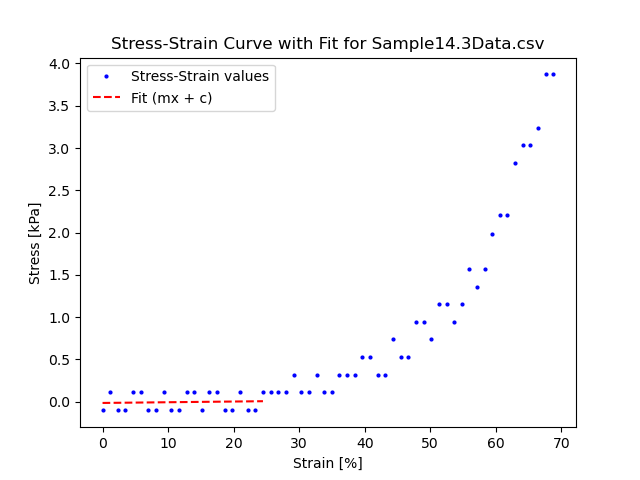 Stress-Strain Curve with Fit for Sample14.3Data.csv
Stress-Strain values
Fit (mx + c)
4.0
3.5
3.0
2.5
2.0
1.5
1.0
0.5
0.0
Stress [kPa]
0 10 20 30 40 50 60 70
Strain [%]